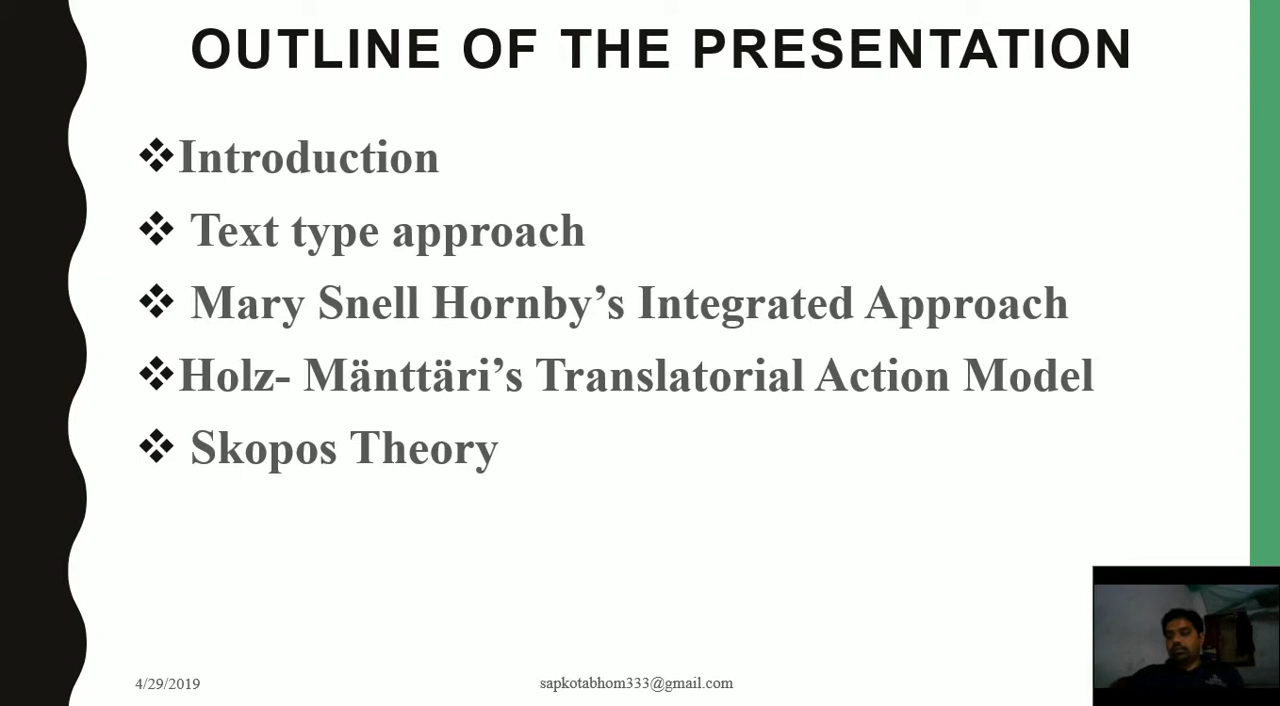 OUTLINE OF THE PRESENTATION
❖Introduction
❖ Text type approach
❖ Mary Snell Hornby’s Integrated Approach
❖Holz- Mänttäri’s Translatorial Action Model
❖ Skopos Theory
4/29/2019
sapkotabhom333@gmail.com